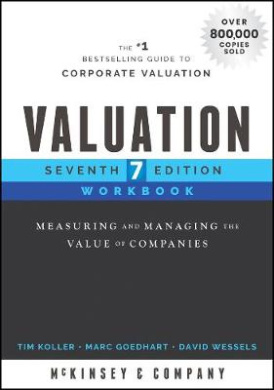 THE #1
BESTSELLING GUIDE TO
CORPORATE VALUATION
OVER
800,000
COPIES
SOLD
VALUATION
SEVENTH 7 EDITION
WORKBOOK
MEASURING AND MANAGING THE
VALUE OF COMPANIES
TIM KOLLER • MARC GOEDHART • DAVID WESSELS
McKINSEY & COMPANY